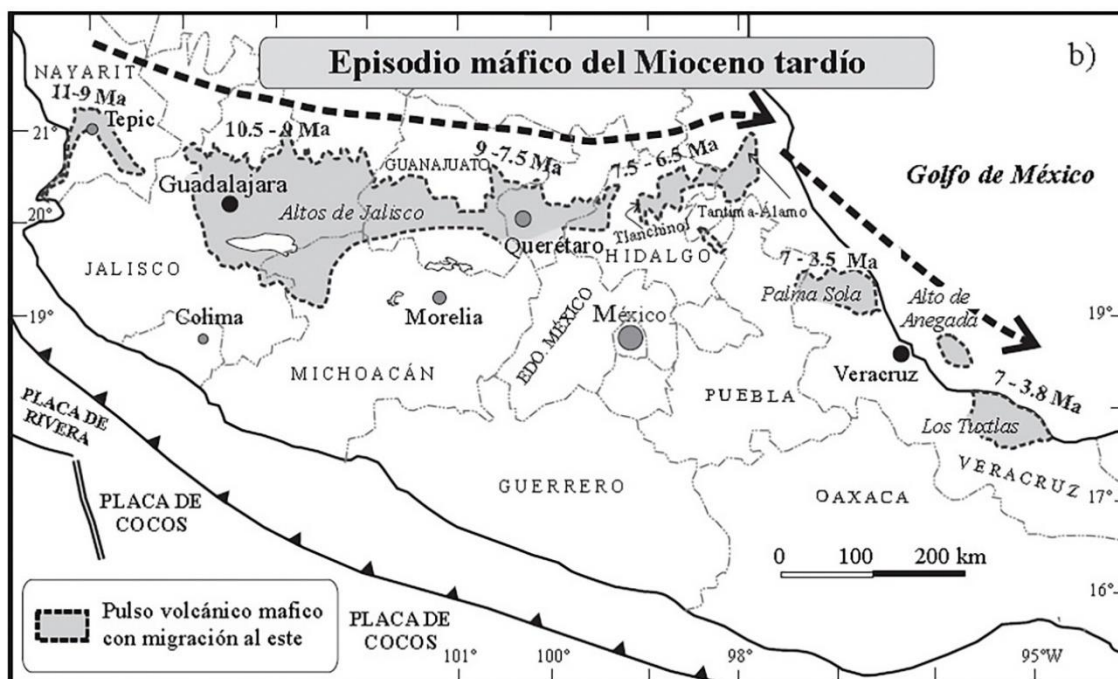 Episodio máfico del Mioceno tardío
b)
NAYARIT
11-9 Ma
Tepic
21°
10.5 - 9 Ma
9 -7.5 Ma
7.5 - 6.5 Ma
GUANAJUATO
Guadalajara
Golfo de México
Altos de Jalisco
Tantima-Álamo
Tlanchinol
20°
Querétaro
HIDALGO
7 - 3.5 Ma
JALISCO
Palma Sola
Alto de
Anegada
19°
Colima
Morelia
México
19°
EDO. MÉXICO
Veracruz
MICHOACÁN
PUEBLA
7 - 3.8 Ma
PLACA DE
RIVERA
Los Tuxtlas
VERACRUZ
GUERRERO
OAXACA
17°
PLACA DE
COCOS
0 100 200 km
16°
Pulso volcánico mafico
con migración al este
PLACA DE
COCOS
101° 100° 98° 95°W